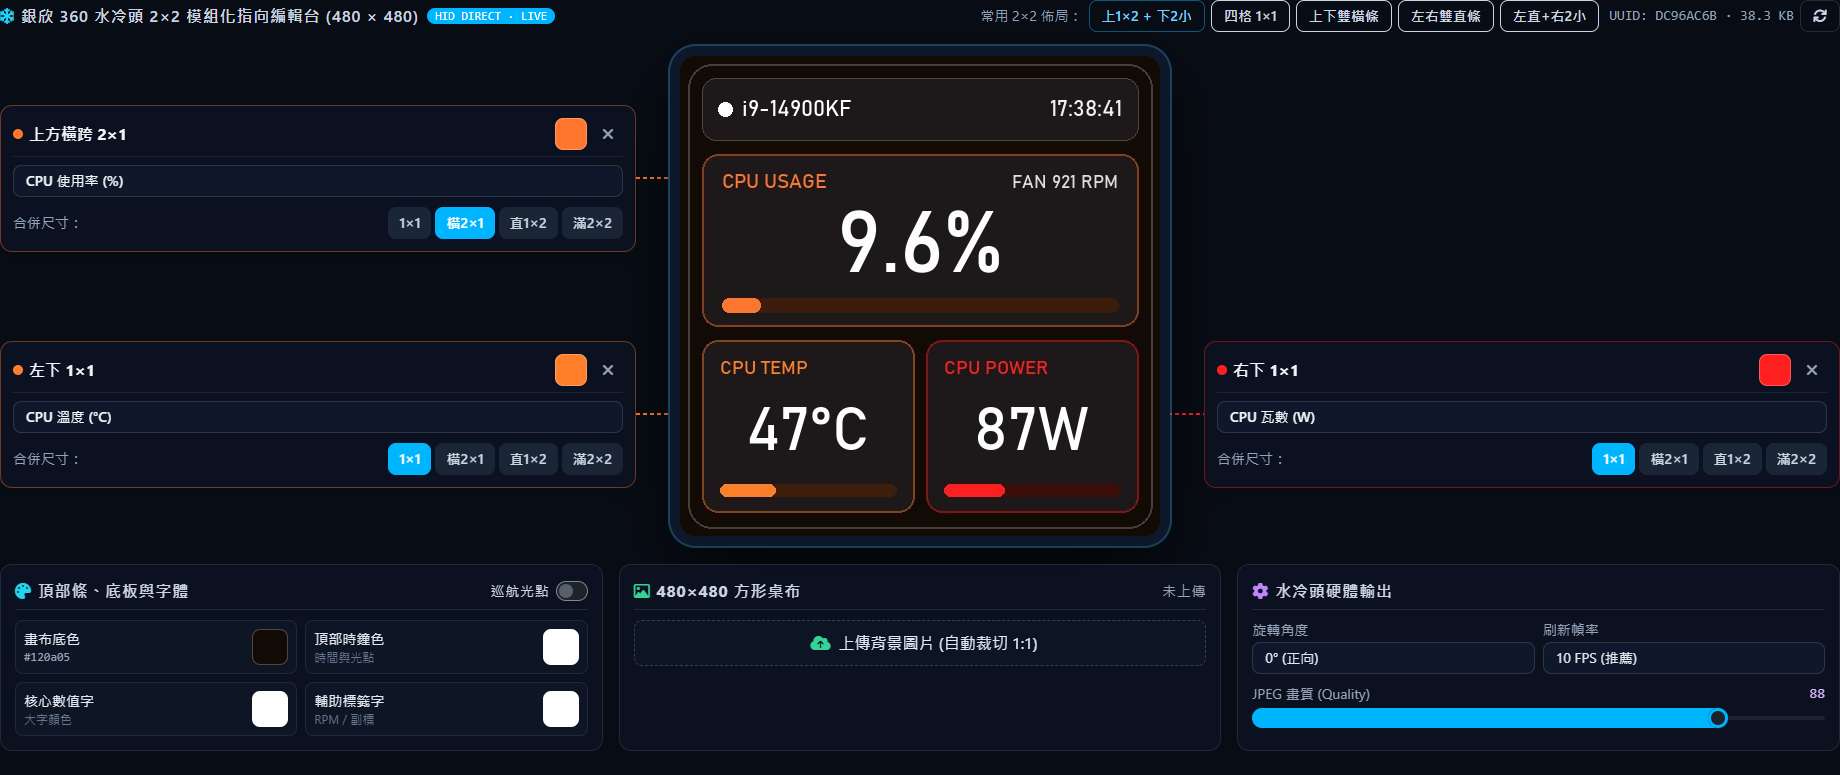 銀欣 360 水冷頭 2×2 模組化指向編輯台 (480 × 480) HID DIRECT · LIVE
常用 2×2 佈局： 上1×2 + 下2小 四格 1×1 上下雙橫條 左右雙直條 左直+右2小 UUID: DC96AC6B · 38.3 KB
i9-14900KF 17:38:41
上方橫跨 2×1
CPU 使用率 (%)
合併尺寸： 1×1 橫2×1 直1×2 滿2×2
CPU USAGE FAN 921 RPM
9.6%
左下 1×1
CPU 溫度 (°C)
合併尺寸： 1×1 橫2×1 直1×2 滿2×2
CPU TEMP
47°C
CPU POWER
87W
右下 1×1
CPU 瓦數 (W)
合併尺寸： 1×1 橫2×1 直1×2 滿2×2
頂部條、底板與字體 巡航光點
畫布底色
#120a05
頂部時鐘色
時間與光點
核心數值字
大字顏色
輔助標籤字
RPM / 副標
480×480 方形桌布 未上傳
上傳背景圖片 (自動裁切 1:1)
水冷頭硬體輸出
旋轉角度 刷新幀率
0° (正向) 10 FPS (推薦)
JPEG 畫質 (Quality) 88